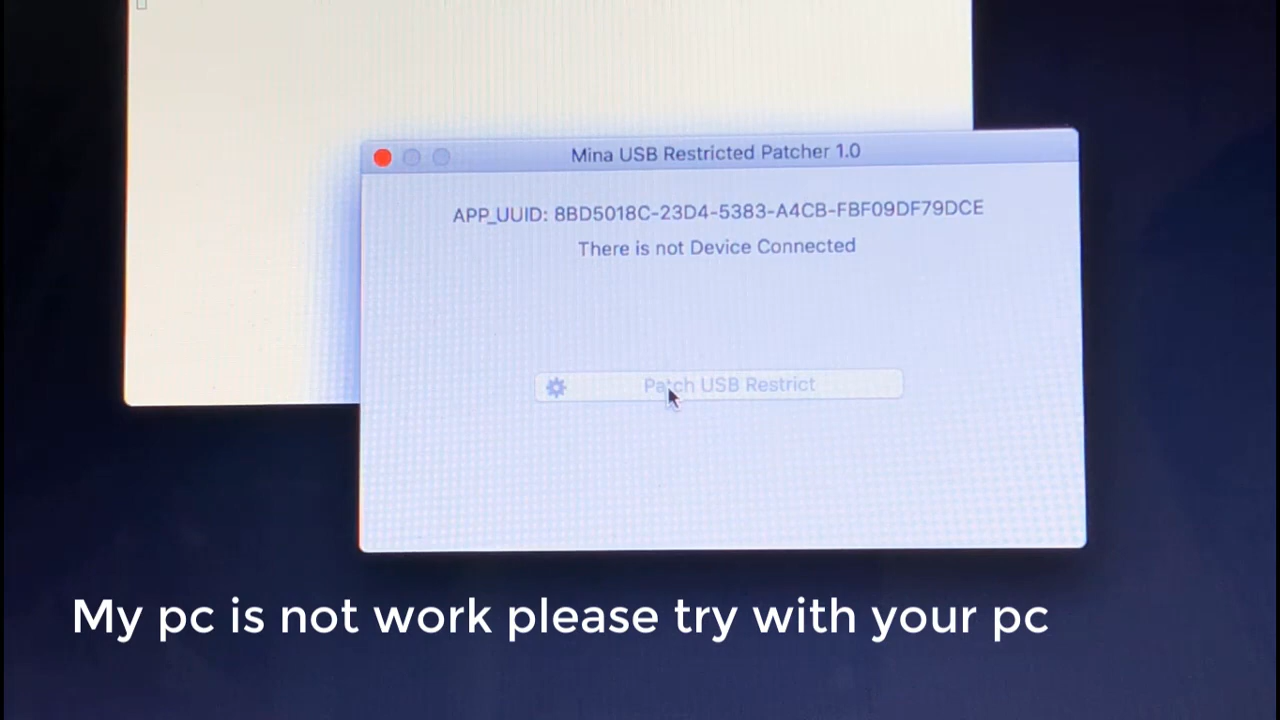 Mina USB Restricted Patcher 1.0
APP_UUID: 8BD5018C-23D4-5383-A4CB-FBF09DF79DCE
There is not Device Connected
Patch USB Restrict
My pc is not work please try with your pc